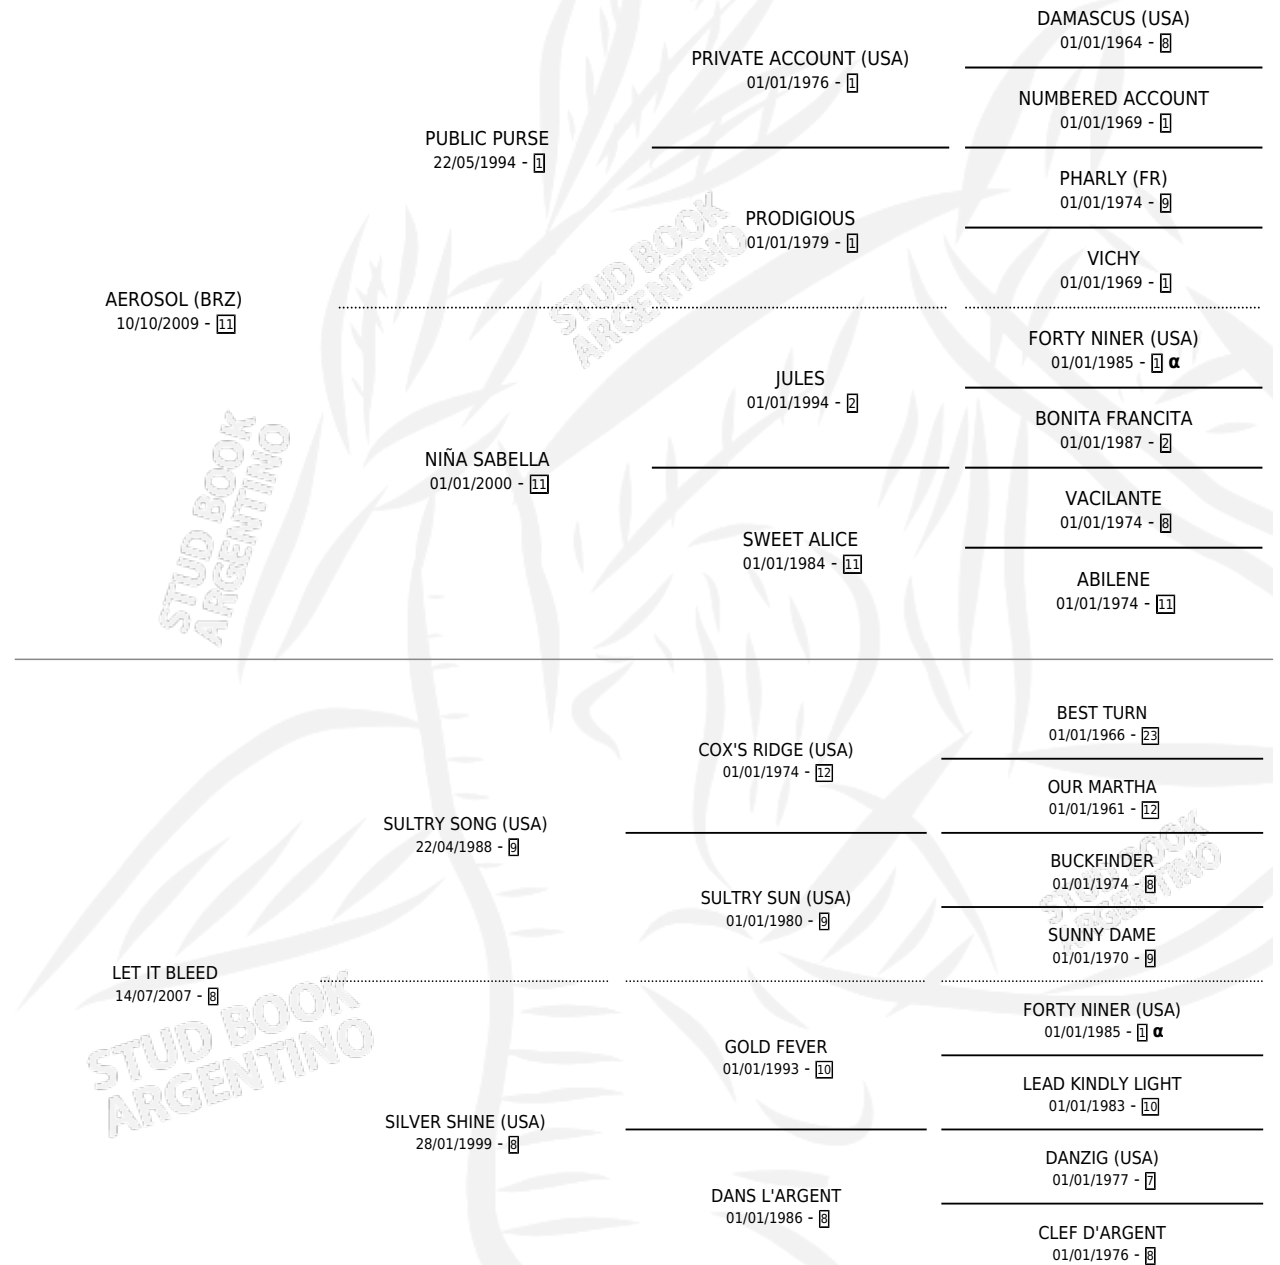 DAMASCUS (USA)
01/01/1964 - 8
PRIVATE ACCOUNT (USA)
01/01/1976 - 1
NUMBERED ACCOUNT
01/01/1969 - 1
PUBLIC PURSE
22/05/1994 - 1
PHARLY (FR)
01/01/1974 - 9
PRODIGIOUS
01/01/1979 - 1
VICHY
01/01/1969 - 1
STUD BOOK
ARGENTINO
AEROSOL (BRZ)
10/10/2009 - 11
FORTY NINER (USA)
01/01/1985 - 1 α
JULES
01/01/1994 - 2
BONITA FRANCITA
01/01/1987 - 2
NIÑA SABELLA
01/01/2000 - 11
VACILANTE
01/01/1974 - 8
SWEET ALICE
01/01/1984 - 11
ABILENE
01/01/1974 - 11
STUD BOOK
ARGENTINO
BEST TURN
01/01/1966 - 23
COX'S RIDGE (USA)
01/01/1974 - 12
OUR MARTHA
01/01/1961 - 12
SULTRY SONG (USA)
22/04/1988 - 9
BUCKFINDER
01/01/1974 - 8
SULTRY SUN (USA)
01/01/1980 - 9
SUNNY DAME
01/01/1970 - 9
STUD BOOK
ARGENTINO
LET IT BLEED
14/07/2007 - 8
FORTY NINER (USA)
01/01/1985 - 1 α
GOLD FEVER
01/01/1993 - 10
LEAD KINDLY LIGHT
01/01/1983 - 10
STUD BOOK
ARGENTINO
SILVER SHINE (USA)
28/01/1999 - 8
DANZIG (USA)
01/01/1977 - 7
DANS L'ARGENT
01/01/1986 - 8
CLEF D'ARGENT
01/01/1976 - 8